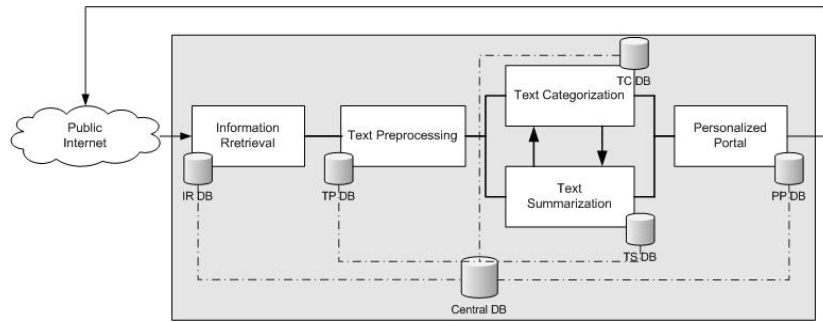 TC DB
Text Categorization
Public
Internet
Information
Rretrieval
Text Preprocessing
Personalized
Portal
IR DB
TP DB
Text
Summarization
PP DB
TS DB
Central DB